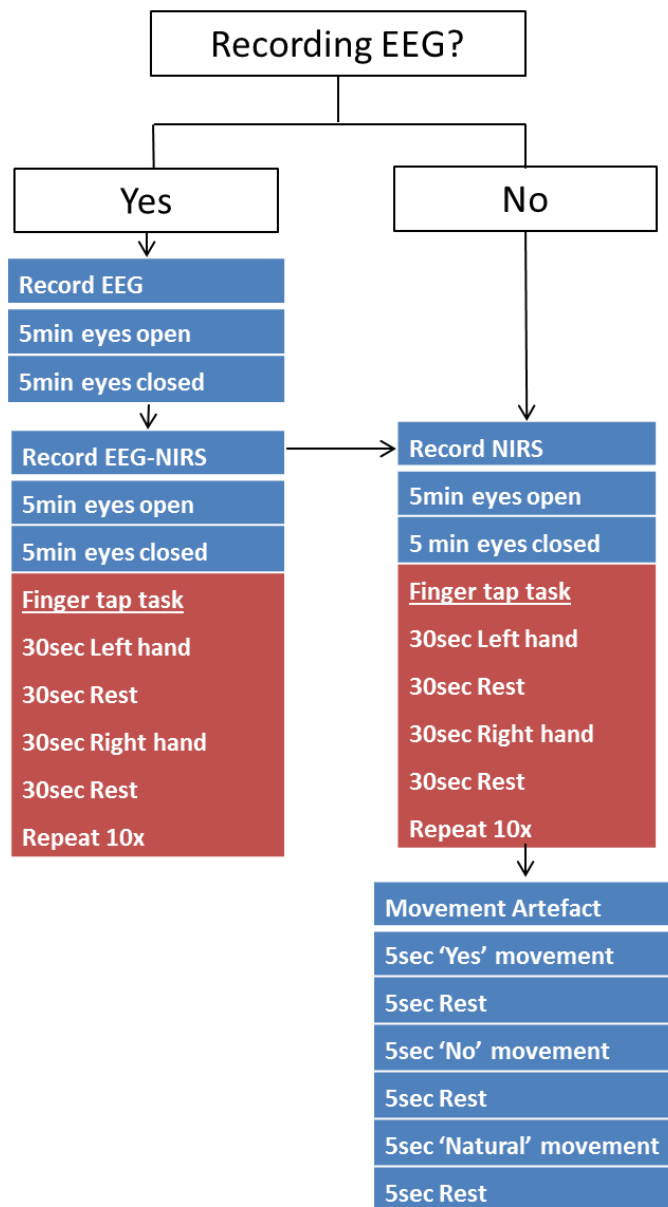 Recording EEG?
Yes
No
Record EEG
5min eyes open
5min eyes closed
Record EEG-NIRS
5min eyes open
5min eyes closed
Finger tap task
30sec Left hand
30sec Rest
30sec Right hand
30sec Rest
Repeat 10x
Record NIRS
5min eyes open
5 min eyes closed
Finger tap task
30sec Left hand
30sec Rest
30sec Right hand
30sec Rest
Repeat 10x
Movement Artefact
5sec ‘Yes’ movement
5sec Rest
5sec ‘No’ movement
5sec Rest
5sec ‘Natural’ movement
5sec Rest